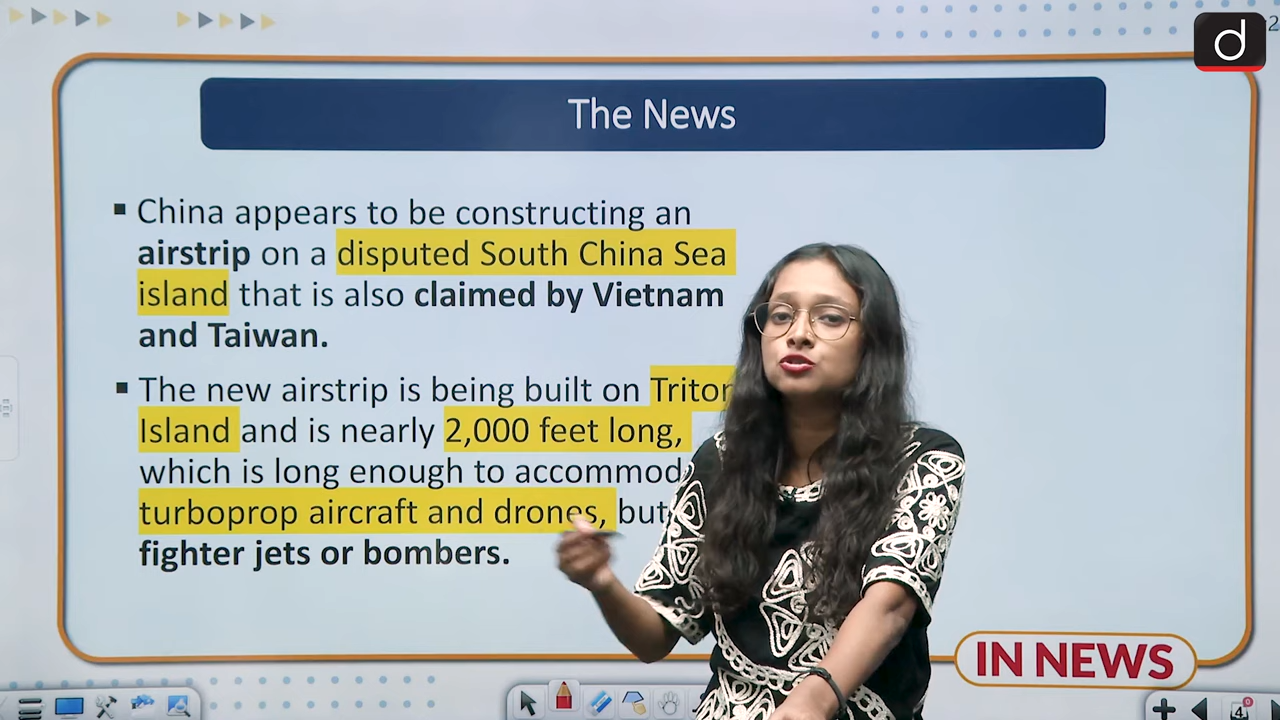 d
2
The News
▪ China appears to be constructing an
airstrip on a disputed South China Sea
island that is also claimed by Vietnam
and Taiwan.
▪ The new airstrip is being built on
Island and is nearly 2,000 feet long,
which is long enough to
turboprop aircraft and drones, but
fighter jets or bombers.
IN NEWS
4